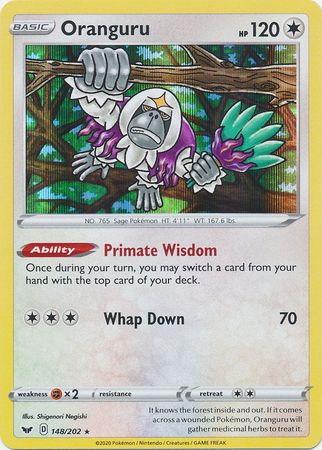 BASIC
Oranguru
HP 120
NO. 765 Sage Pokémon HT: 4'11" WT: 167.6 lbs.
Ability Primate Wisdom
Once during your turn, you may switch a card from
your hand with the top card of your deck.
Whap Down 70
weakness ×2 resistance retreat
Illus. Shigenori Negishi
D 148/202 ★
It knows the forest inside and out. If it comes
across a wounded Pokémon, Oranguru will
gather medicinal herbs to treat it.
©2020 Pokémon / Nintendo / Creatures / GAME FREAK